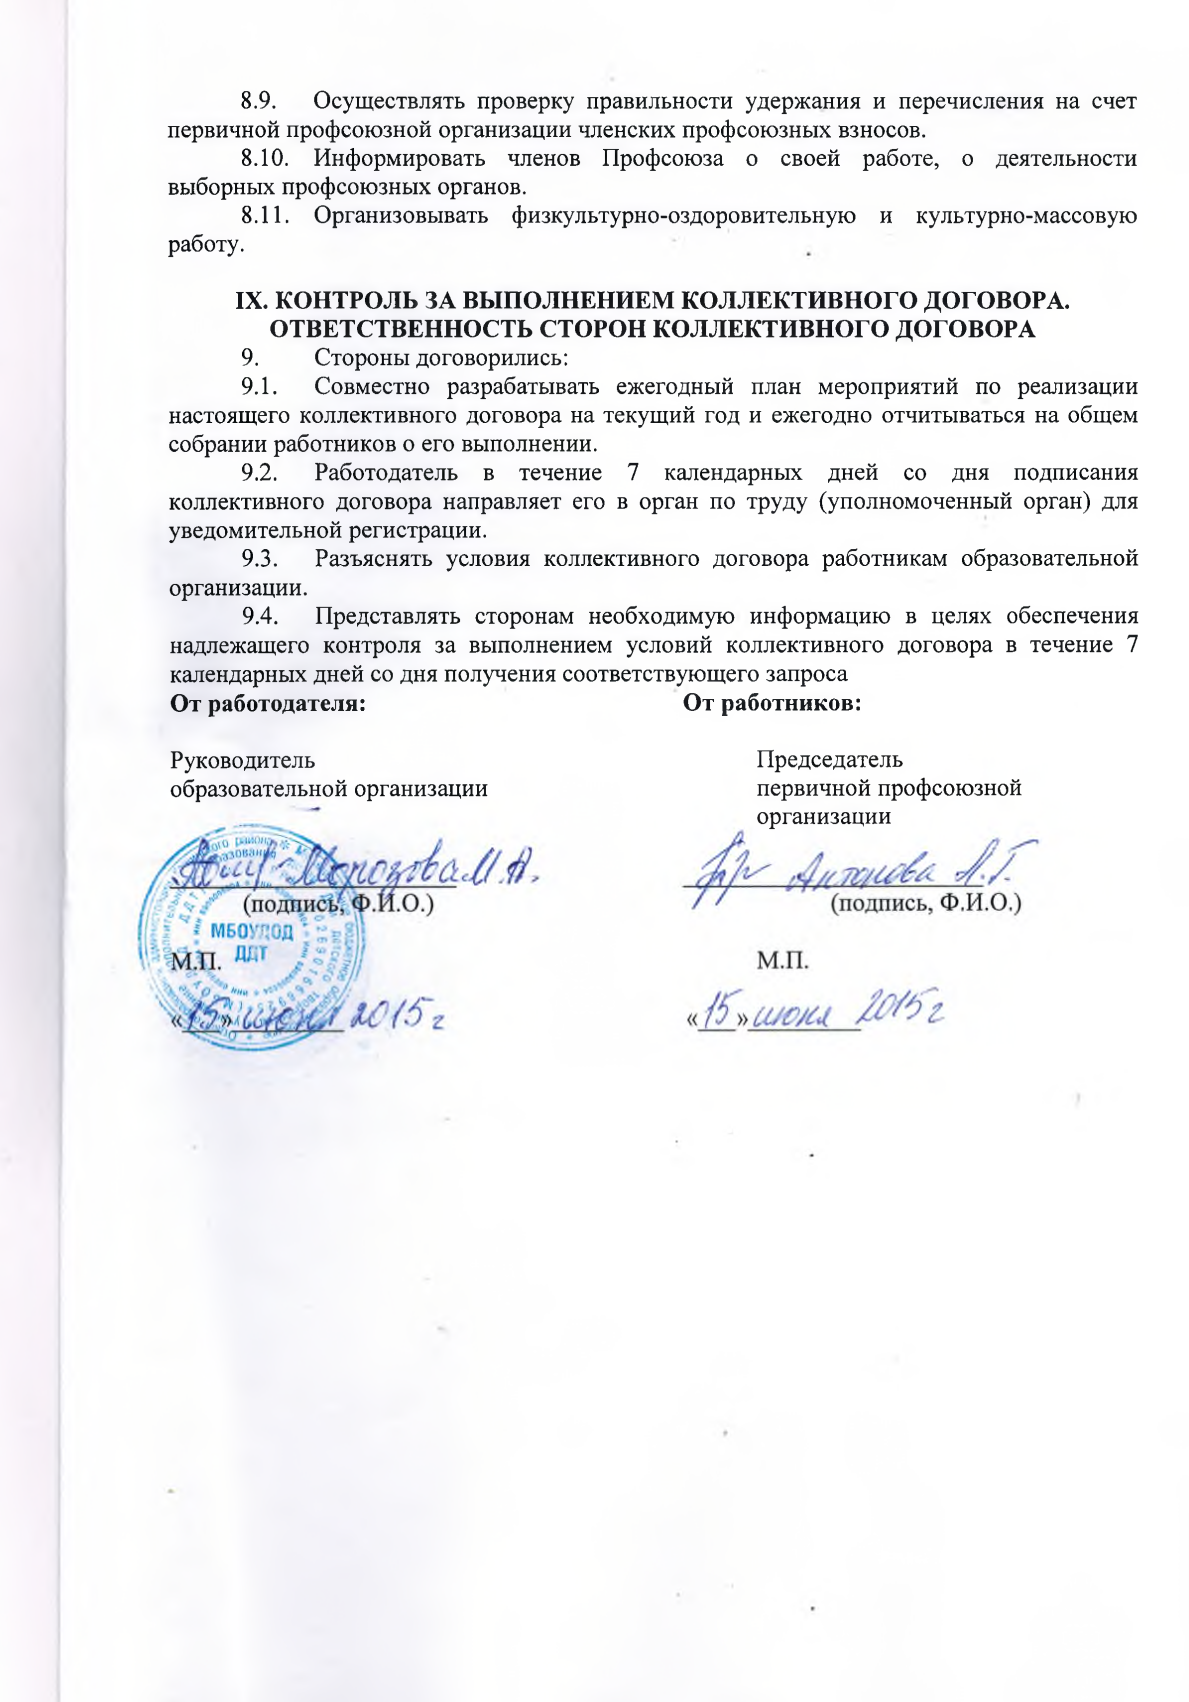 8.9. Осуществлять проверку правильности удержания и перечисления на счет
первичной профсоюзной организации членских профсоюзных взносов.
8.10. Информировать членов Профсоюза о своей работе, о деятельности
выборных профсоюзных органов.
8.11. Организовывать физкультурно-оздоровительную и культурно-массовую
работу.
IX. КОНТРОЛЬ ЗА ВЫПОЛНЕНИЕМ КОЛЛЕКТИВНОГО ДОГОВОРА.
ОТВЕТСТВЕННОСТЬ СТОРОН КОЛЛЕКТИВНОГО ДОГОВОРА
9. Стороны договорились:
9.1. Совместно разрабатывать ежегодный план мероприятий по реализации
настоящего коллективного договора на текущий год и ежегодно отчитываться на общем
собрании работников о его выполнении.
9.2. Работодатель в течение 7 календарных дней со дня подписания
коллективного договора направляет его в орган по труду (уполномоченный орган) для
уведомительной регистрации.
9.3. Разъяснять условия коллективного договора работникам образовательной
организации.
9.4. Представлять сторонам необходимую информацию в целях обеспечения
надлежащего контроля за выполнением условий коллективного договора в течение 7
календарных дней со дня получения соответствующего запроса
От работодателя: От работников:
Руководитель Председатель
образовательной организации первичной профсоюзной
организации
Морозова М.А. Антонова Л.Г.
(подпись, Ф.И.О.) (подпись, Ф.И.О.)
МБОУДОД
ДДТ
М.П. М.П.
«15» июня 2015 г «15» июня 2015 г